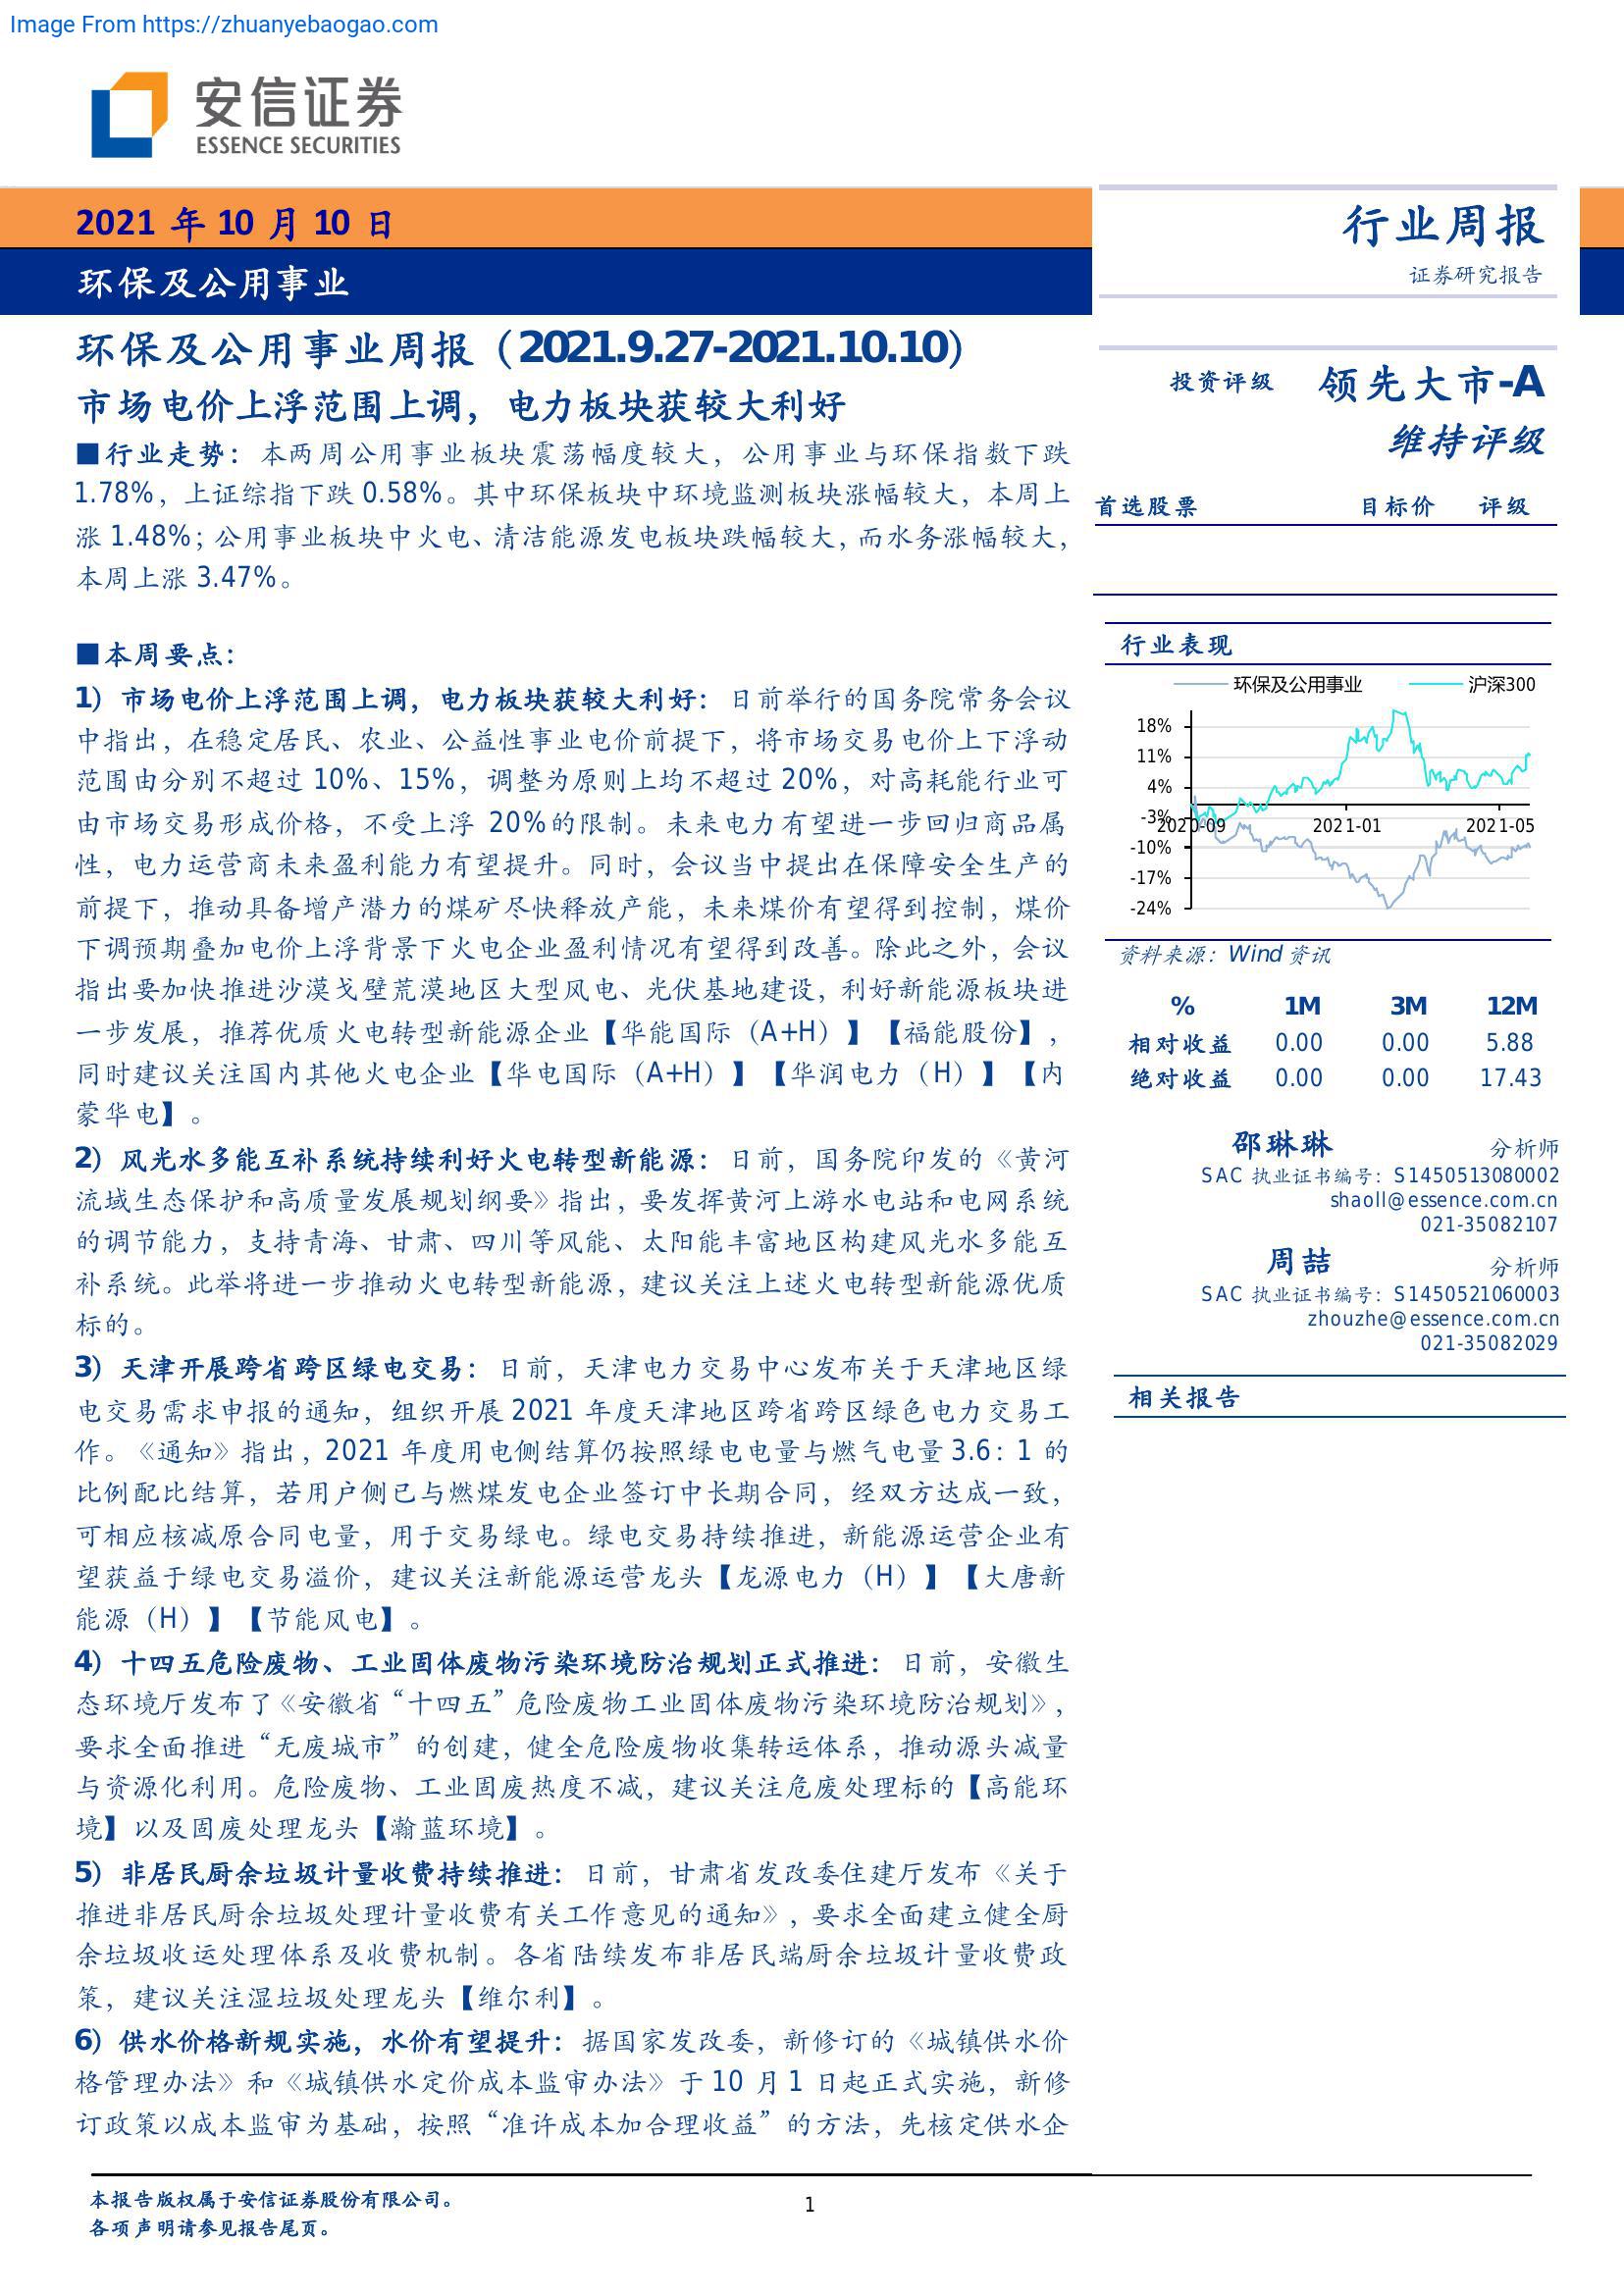 Image From https://zhuanyebaogao.com
安信证券
ESSENCE SECURITIES
2021 年 10 月 10 日
环保及公用事业
行业周报
证券研究报告
环保及公用事业周报（2021.9.27-2021.10.10）
市场电价上浮范围上调，电力板块获较大利好
■行业走势：本两周公用事业板块震荡幅度较大，公用事业与环保指数下跌
1.78%，上证综指下跌 0.58%。其中环保板块中环境监测板块涨幅较大，本周上
涨 1.48%；公用事业板块中火电、清洁能源发电板块跌幅较大，而水务涨幅较大，
本周上涨 3.47%。
■本周要点：
1）市场电价上浮范围上调，电力板块获较大利好：日前举行的国务院常务会议
中指出，在稳定居民、农业、公益性事业电价前提下，将市场交易电价上下浮动
范围由分别不超过 10%、15%，调整为原则上均不超过 20%，对高耗能行业可
由市场交易形成价格，不受上浮 20%的限制。未来电力有望进一步回归商品属
性，电力运营商未来盈利能力有望提升。同时，会议当中提出在保障安全生产的
前提下，推动具备增产潜力的煤矿尽快释放产能，未来煤价有望得到控制，煤价
下调预期叠加电价上浮背景下火电企业盈利情况有望得到改善。除此之外，会议
指出要加快推进沙漠戈壁荒漠地区大型风电、光伏基地建设，利好新能源板块进
一步发展，推荐优质火电转型新能源企业【华能国际（A+H）】【福能股份】，
同时建议关注国内其他火电企业【华电国际（A+H）】【华润电力（H）】【内
蒙华电】。
2）风光水多能互补系统持续利好火电转型新能源：日前，国务院印发的《黄河
流域生态保护和高质量发展规划纲要》指出，要发挥黄河上游水电站和电网系统
的调节能力，支持青海、甘肃、四川等风能、太阳能丰富地区构建风光水多能互
补系统。此举将进一步推动火电转型新能源，建议关注上述火电转型新能源优质
标的。
3）天津开展跨省跨区绿电交易：日前，天津电力交易中心发布关于天津地区绿
电交易需求申报的通知，组织开展 2021 年度天津地区跨省跨区绿色电力交易工
作。《通知》指出，2021 年度用电侧结算仍按照绿电电量与燃气电量 3.6：1 的
比例配比结算，若用户侧已与燃煤发电企业签订中长期合同，经双方达成一致，
可相应核减原合同电量，用于交易绿电。绿电交易持续推进，新能源运营企业有
望获益于绿电交易溢价，建议关注新能源运营龙头【龙源电力（H）】【大唐新
能源（H）】【节能风电】。
4）十四五危险废物、工业固体废物污染环境防治规划正式推进：日前，安徽生
态环境厅发布了《安徽省“十四五”危险废物工业固体废物污染环境防治规划》，
要求全面推进“无废城市”的创建，健全危险废物收集转运体系，推动源头减量
与资源化利用。危险废物、工业固废热度不减，建议关注危废处理标的【高能环
境】以及固废处理龙头【瀚蓝环境】。
5）非居民厨余垃圾计量收费持续推进：日前，甘肃省发改委住建厅发布《关于
推进非居民厨余垃圾处理计量收费有关工作意见的通知》，要求全面建立健全厨
余垃圾收运处理体系及收费机制。各省陆续发布非居民端厨余垃圾计量收费政
策，建议关注湿垃圾处理龙头【维尔利】。
6）供水价格新规实施，水价有望提升：据国家发改委，新修订的《城镇供水价
格管理办法》和《城镇供水定价成本监审办法》于 10 月 1 日起正式实施，新修
订政策以成本监审为基础，按照“准许成本加合理收益”的方法，先核定供水企
投资评级 领先大市-A
维持评级
首选股票 目标价 评级
行业表现
环保及公用事业 沪深300
18%
11%
4%
-3%
2020-09 2021-01 2021-05
-10%
-17%
-24%
资料来源：Wind 资讯
% 1M 3M 12M
相对收益 0.00 0.00 5.88
绝对收益 0.00 0.00 17.43
邵琳琳 分析师
SAC 执业证书编号：S1450513080002
shaoll@essence.com.cn
021-35082107
周喆 分析师
SAC 执业证书编号：S1450521060003
zhouzhe@essence.com.cn
021-35082029
相关报告
本报告版权属于安信证券股份有限公司。
各项声明请参见报告尾页。
1